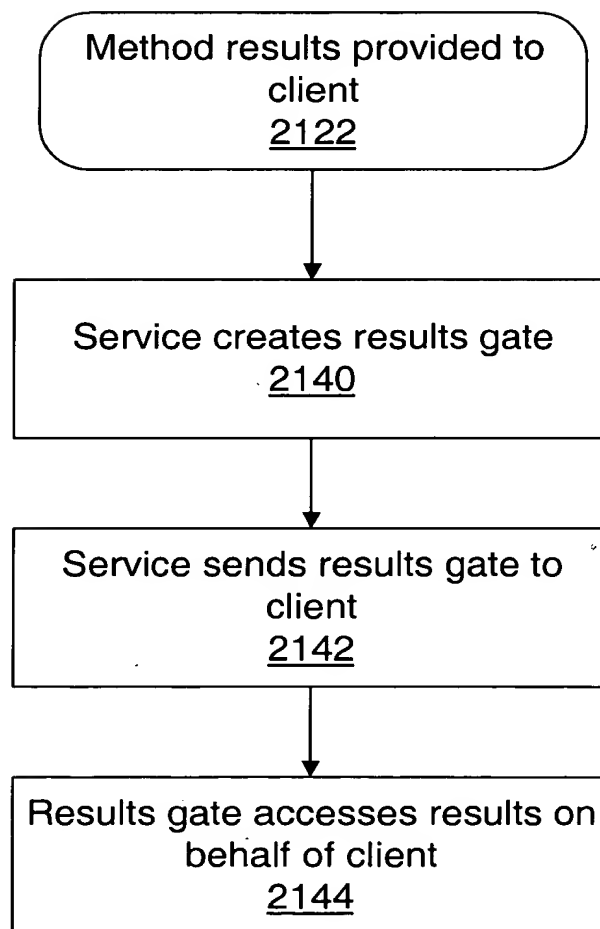 Method results provided to
client
2122
Service creates results gate
2140
Service sends results gate to
client
2142
Results gate accesses results on
behalf of client
2144